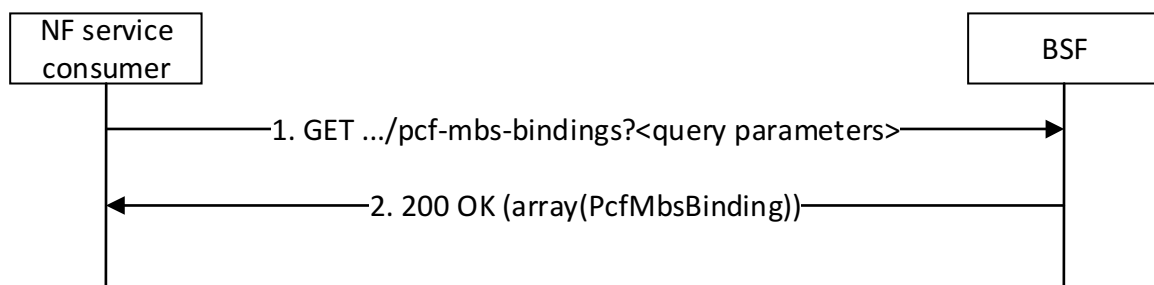 NF service
consumer
BSF
1. GET .../pcf-mbs-bindings?<query parameters>
2. 200 OK (array(PcfMbsBinding))